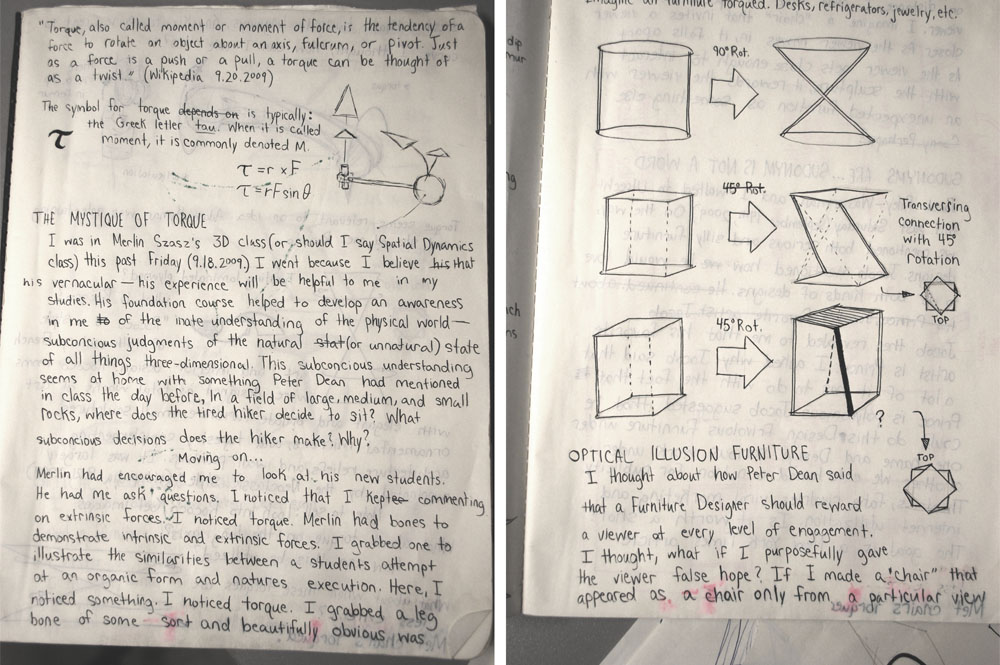 "Torque, also called moment or moment of force, is the tendency of a
force to rotate an object about an axis, fulcrum, or pivot. Just
as a force is a push or a pull, a torque can be thought of
as a twist." (Wikipedia 9.20.2009)
The symbol for torque depends on is typically:
the Greek letter tau. When it is called
moment, it is commonly denoted M.
τ
τ = r x F
τ = rF sin θ
THE MYSTIQUE OF TORQUE
I was in Merlin Szasz's 3D class (or, should I say Spatial Dynamics
class) this past Friday (9.18.2009.) I went because I believe his that
his vernacular — his experience will be helpful to me in my
studies. His foundation course helped to develop an awareness
in me to of the inate understanding of the physical world—
subconcious judgments of the natural stat (or unnatural) state
of all things three-dimensional. This subconcious understanding
seems at home with something Peter Dean had mentioned
in class the day before, In a field of large, medium, and small
rocks, where does the tired hiker decide to sit? What
subconcious decisions does the hiker make? Why?
Moving on...
Merlin had encouraged me to look at his new students.
He had me ask questions. I noticed that I kept commenting
on extrinsic forces. I noticed torque. Merlin had bones to
demonstrate intrinsic and extrinsic forces. I grabbed one to
illustrate the similarities between a students attempt
at an organic form and natures execution. Here, I
noticed something. I noticed torque. I grabbed a leg
bone of some sort and beautifully obvious was
furniture torqued. Desks, refrigerators, jewelry, etc.
90° Rot.
45° Rot.
Transversing
connection
with 45°
rotation
TOP
45° Rot.
?
TOP
OPTICAL ILLUSION FURNITURE
I thought about how Peter Dean said
that a Furniture Designer should reward
a viewer at every level of engagement.
I thought, what if I purposefully gave
the viewer false hope? If I made a "chair" that
appeared as a chair only from a particular view